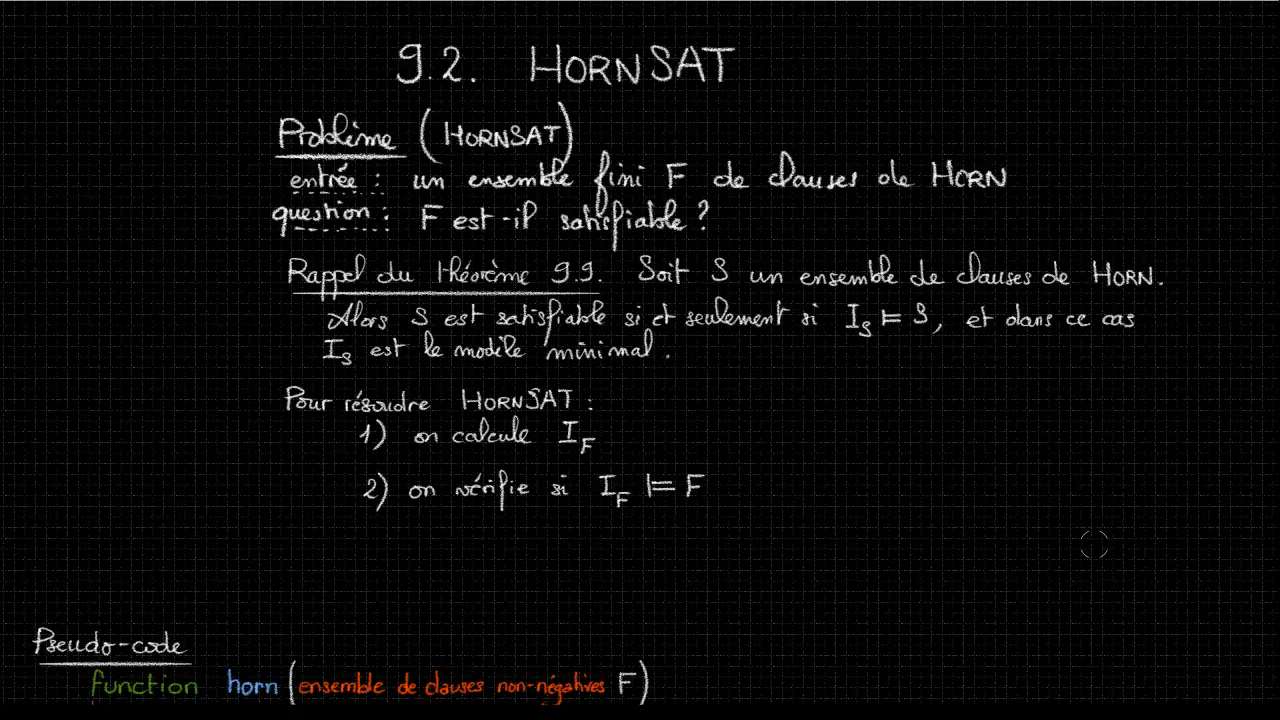 9.2. HORNSAT
Problème (HORNSAT)
entrée : un ensemble fini F de clauses de HORN
question : F est-il satisfiable ?
Rappel du théorème 9.9. Soit S un ensemble de clauses de HORN.
Alors S est satisfiable si et seulement si I_S ⊨ S, et dans ce cas
I_S est le modèle minimal.
Pour résoudre HORNSAT :
1) on calcule I_F
2) on vérifie si I_F ⊨ F
Pseudo-code
function horn (ensemble de clauses non-négatives F)